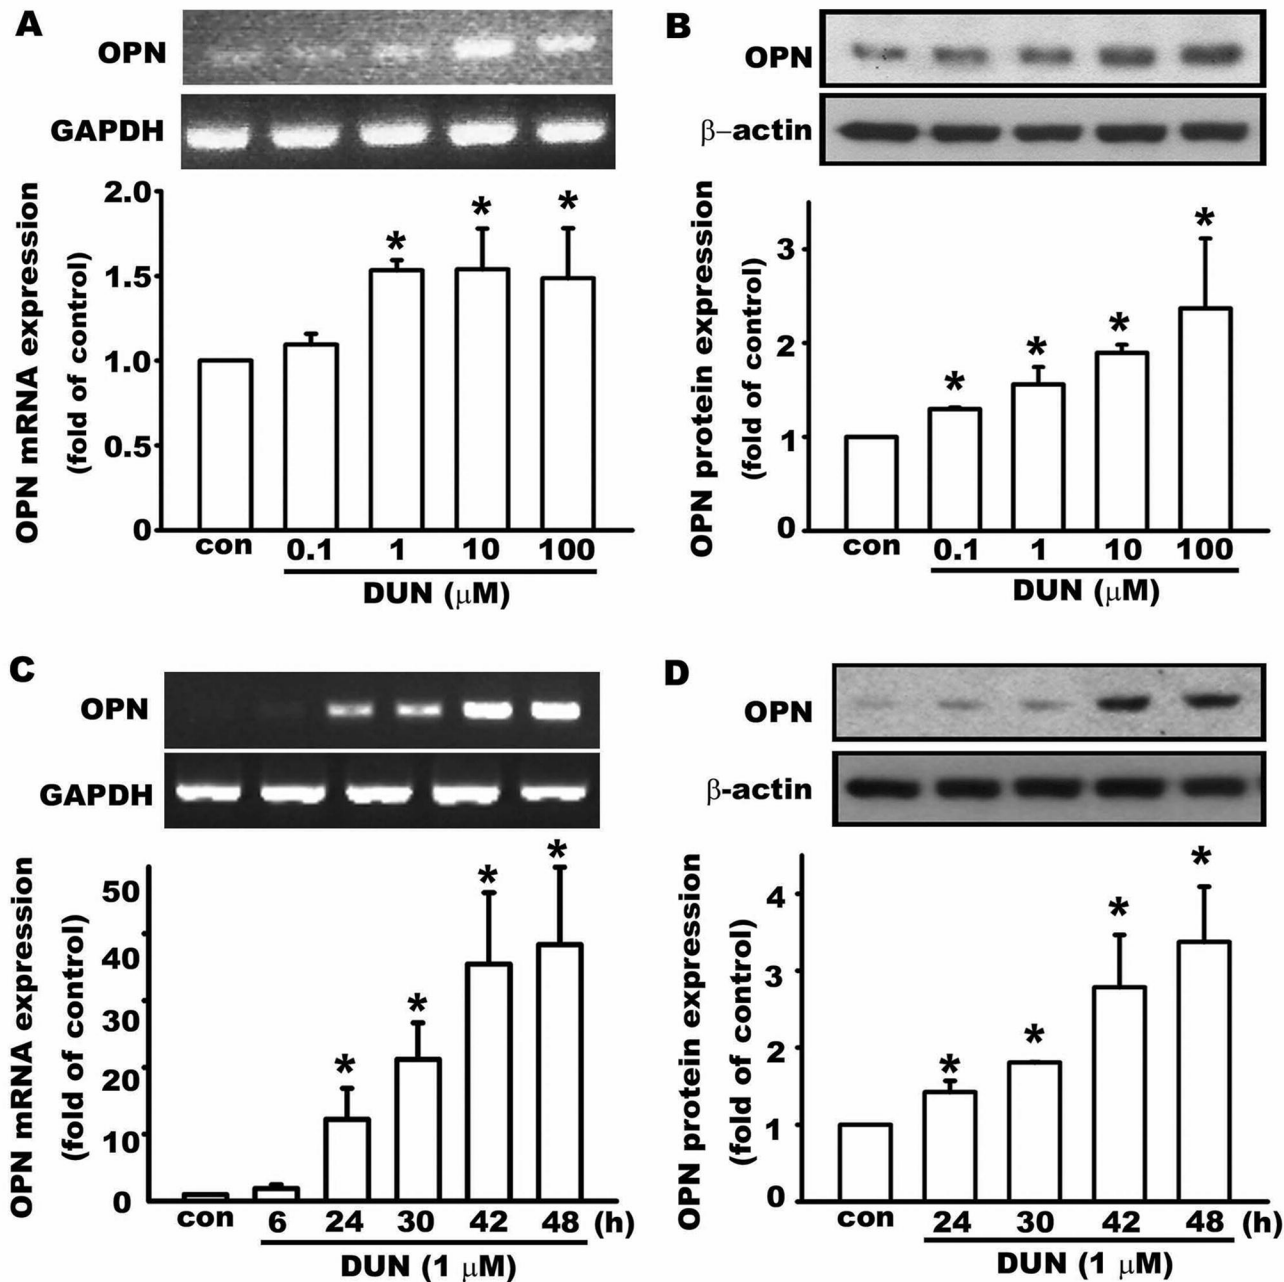 A
OPN
GAPDH
OPN mRNA expression
(fold of control)
2.0
*
*
*
1.5
1.0
0.5
0
con 0.1 1 10 100
DUN (μM)
B
OPN
β–actin
OPN protein expression
(fold of control)
*
3
*
2
*
*
1
0
con 0.1 1 10 100
DUN (μM)
C
OPN
GAPDH
OPN mRNA expression
(fold of control)
*
*
50
40
*
30
*
20
10
0
con 6 24 30 42 48 (h)
DUN (1 μM)
D
OPN
β-actin
OPN protein expression
(fold of control)
*
*
4
3
*
*
2
1
0
con 24 30 42 48 (h)
DUN (1 μM)